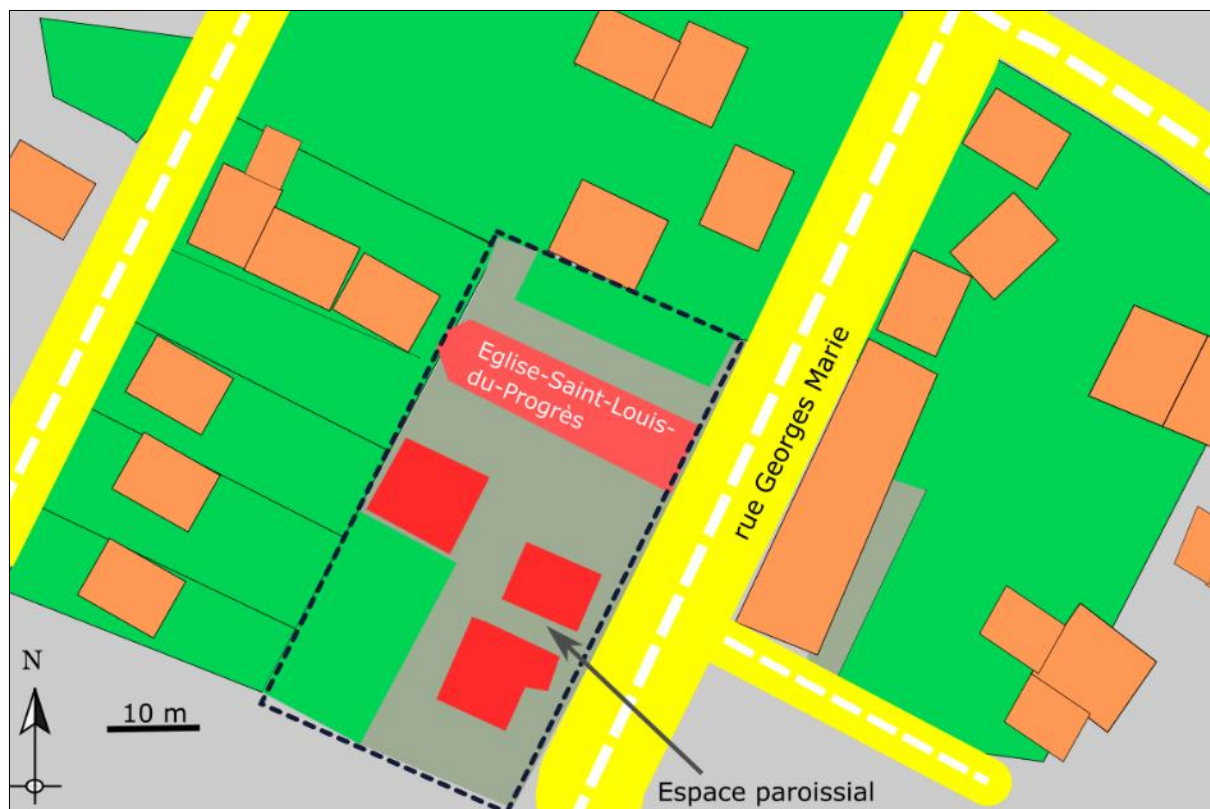 Eglise-Saint-Louis-
du-Progrès
rue Georges Marie
N
10 m
Espace paroissial